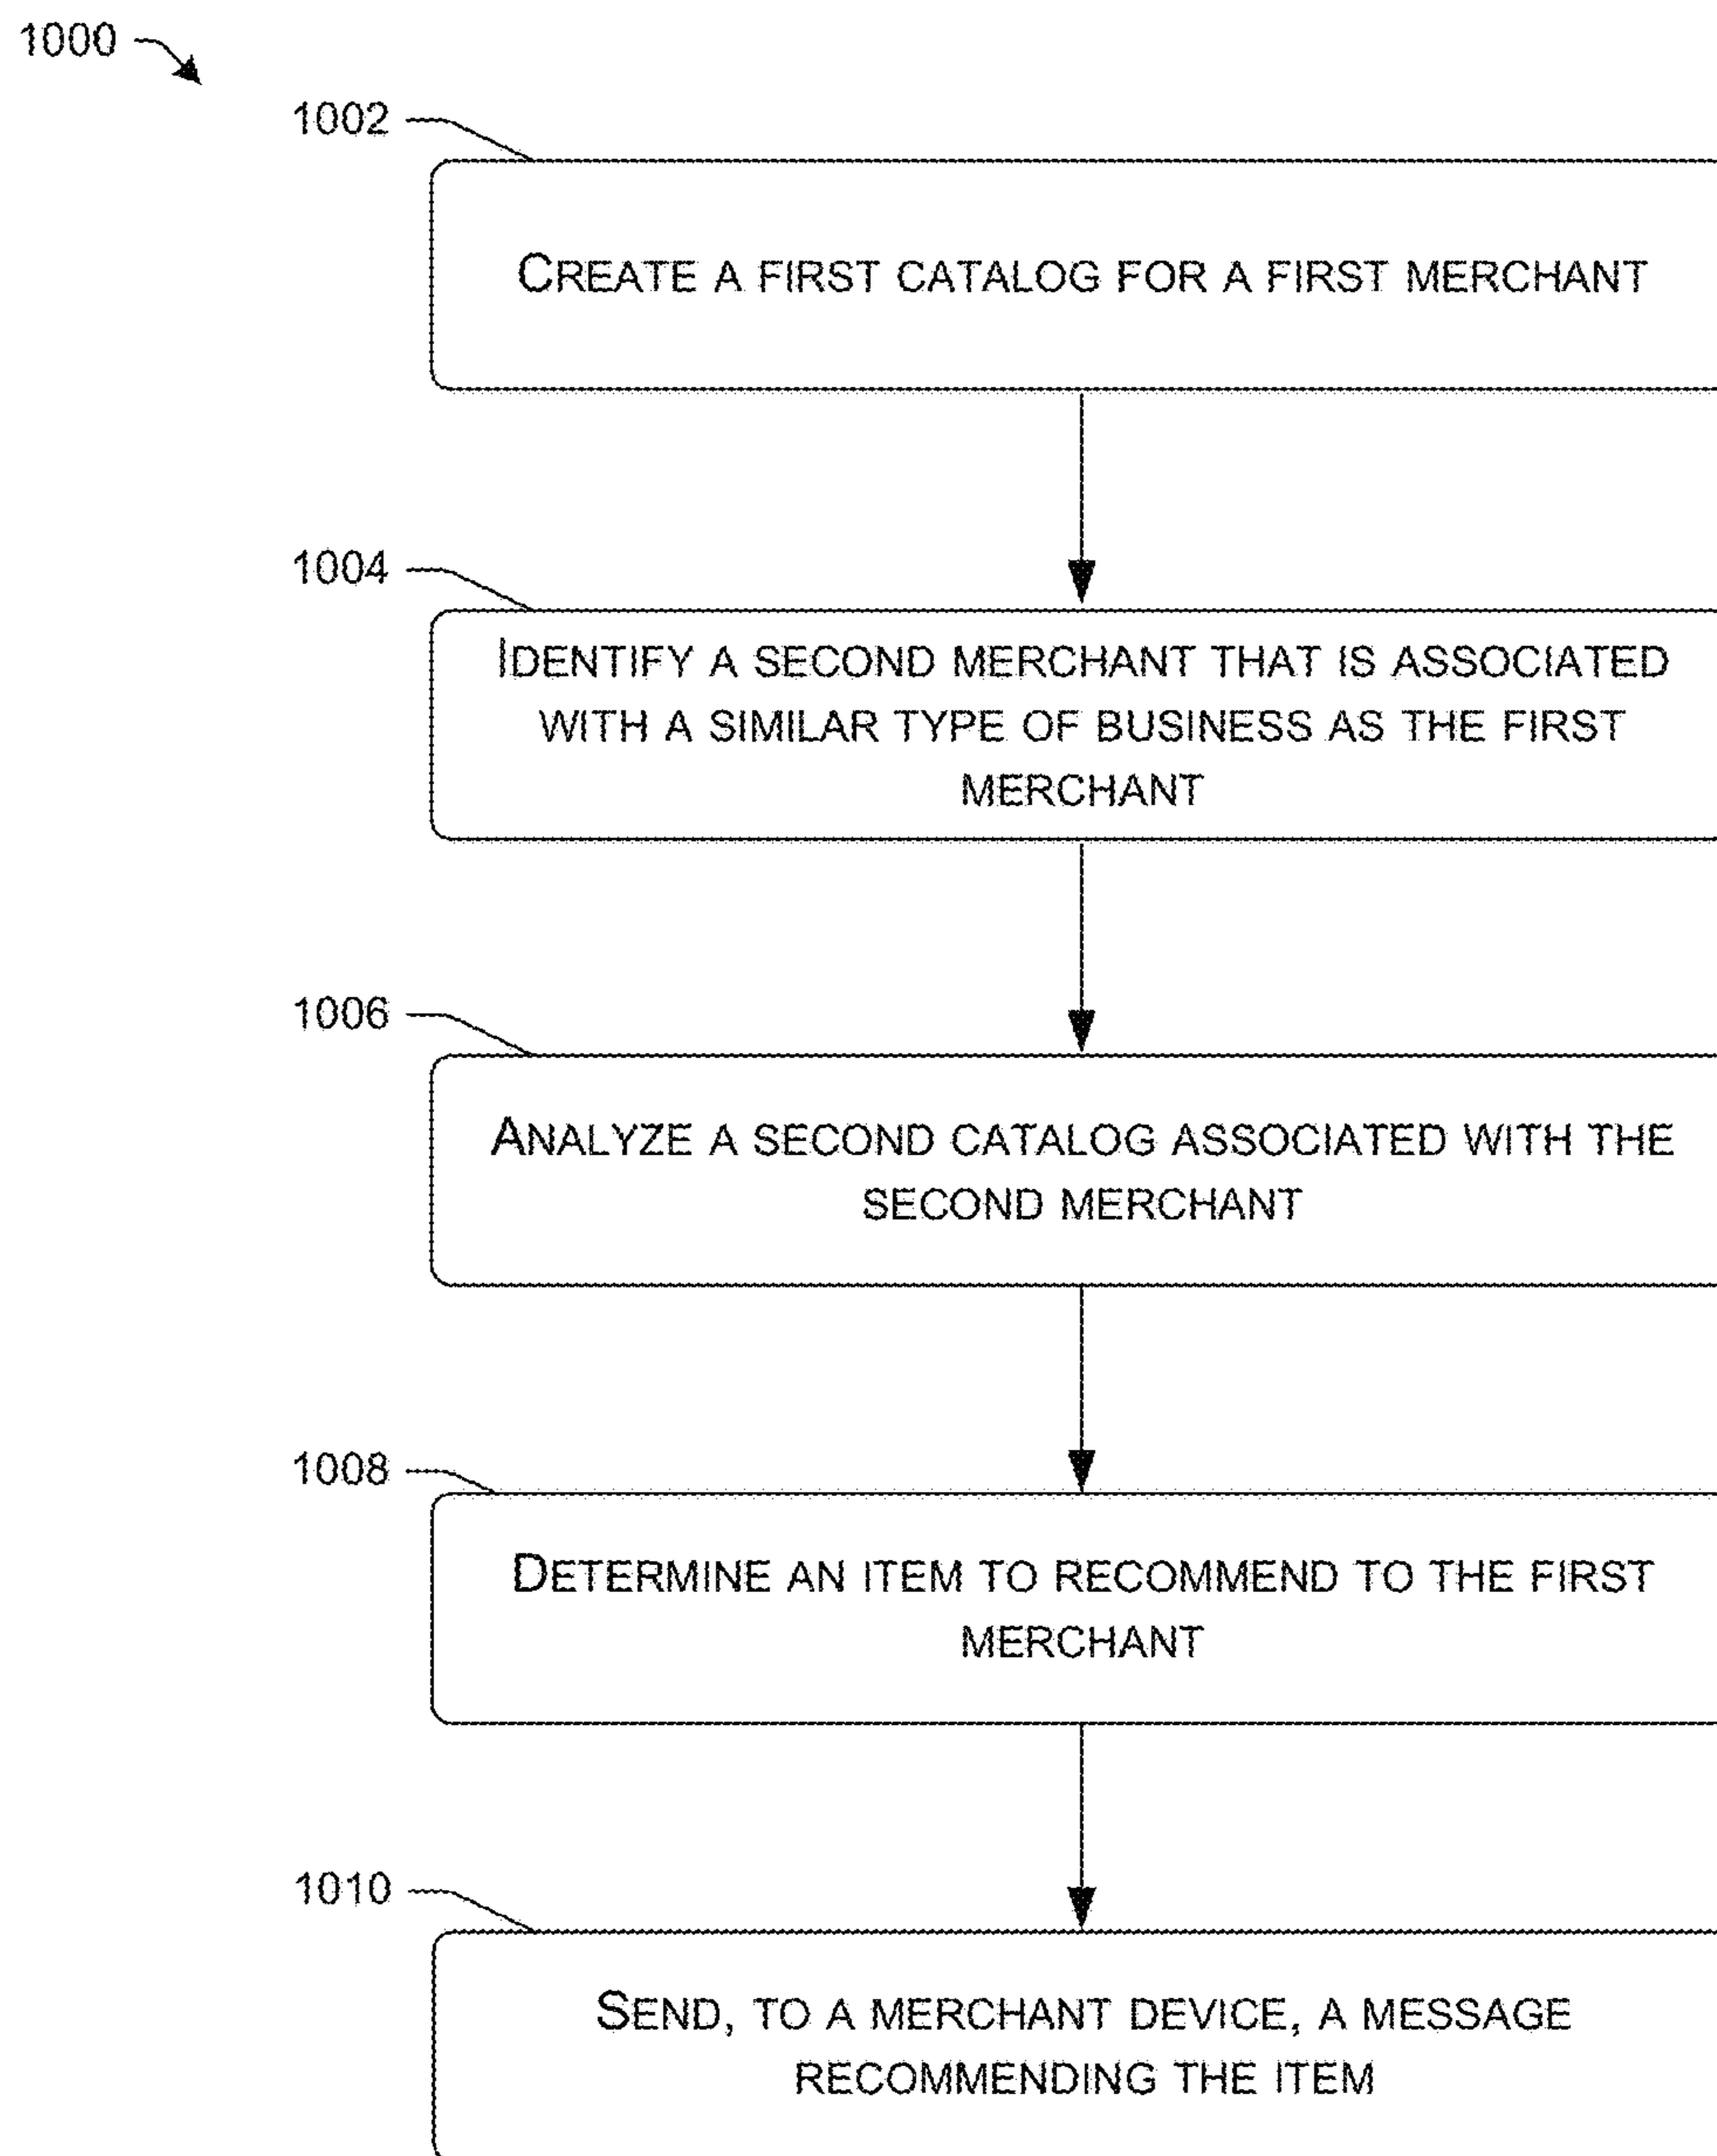 1000
1002
CREATE A FIRST CATALOG FOR A FIRST MERCHANT
1004
IDENTIFY A SECOND MERCHANT THAT IS ASSOCIATED
WITH A SIMILAR TYPE OF BUSINESS AS THE FIRST
MERCHANT
1006
ANALYZE A SECOND CATALOG ASSOCIATED WITH THE
SECOND MERCHANT
1008
DETERMINE AN ITEM TO RECOMMEND TO THE FIRST
MERCHANT
1010
SEND, TO A MERCHANT DEVICE, A MESSAGE
RECOMMENDING THE ITEM